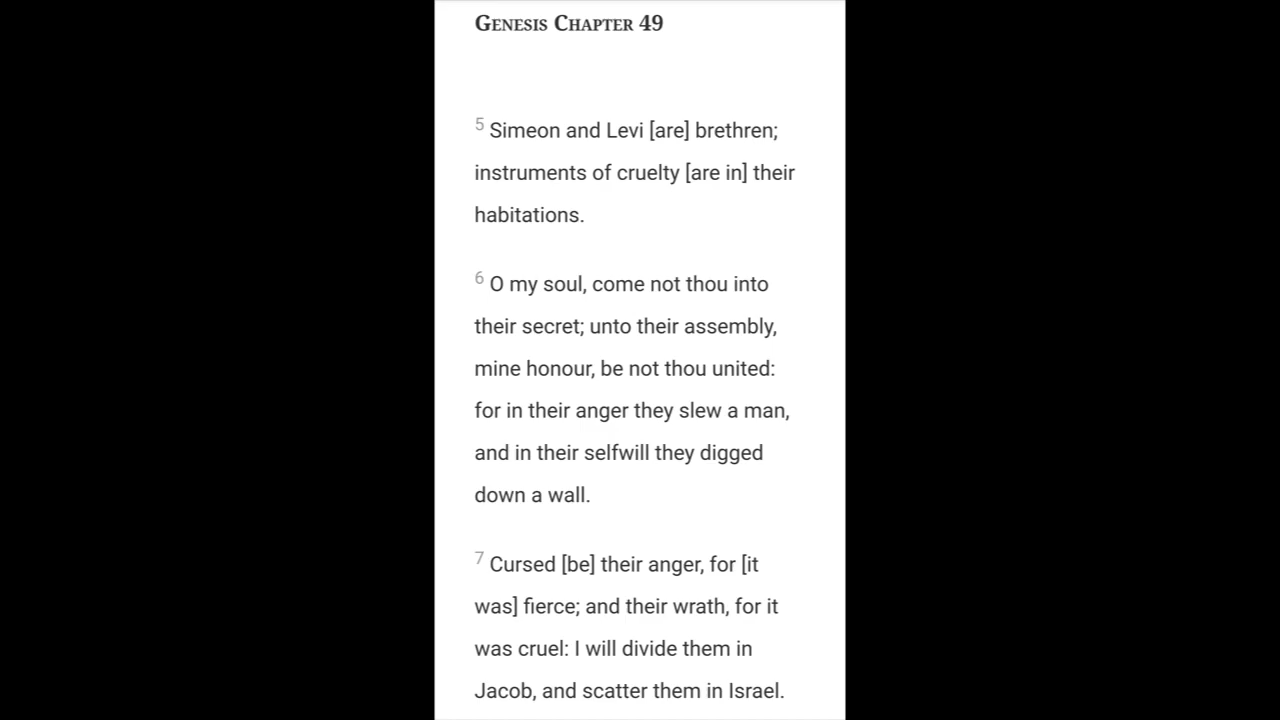 Genesis Chapter 49
5 Simeon and Levi [are] brethren;
instruments of cruelty [are in] their
habitations.
6 O my soul, come not thou into
their secret; unto their assembly,
mine honour, be not thou united:
for in their anger they slew a man,
and in their selfwill they digged
down a wall.
7 Cursed [be] their anger, for [it
was] fierce; and their wrath, for it
was cruel: I will divide them in
Jacob, and scatter them in Israel.